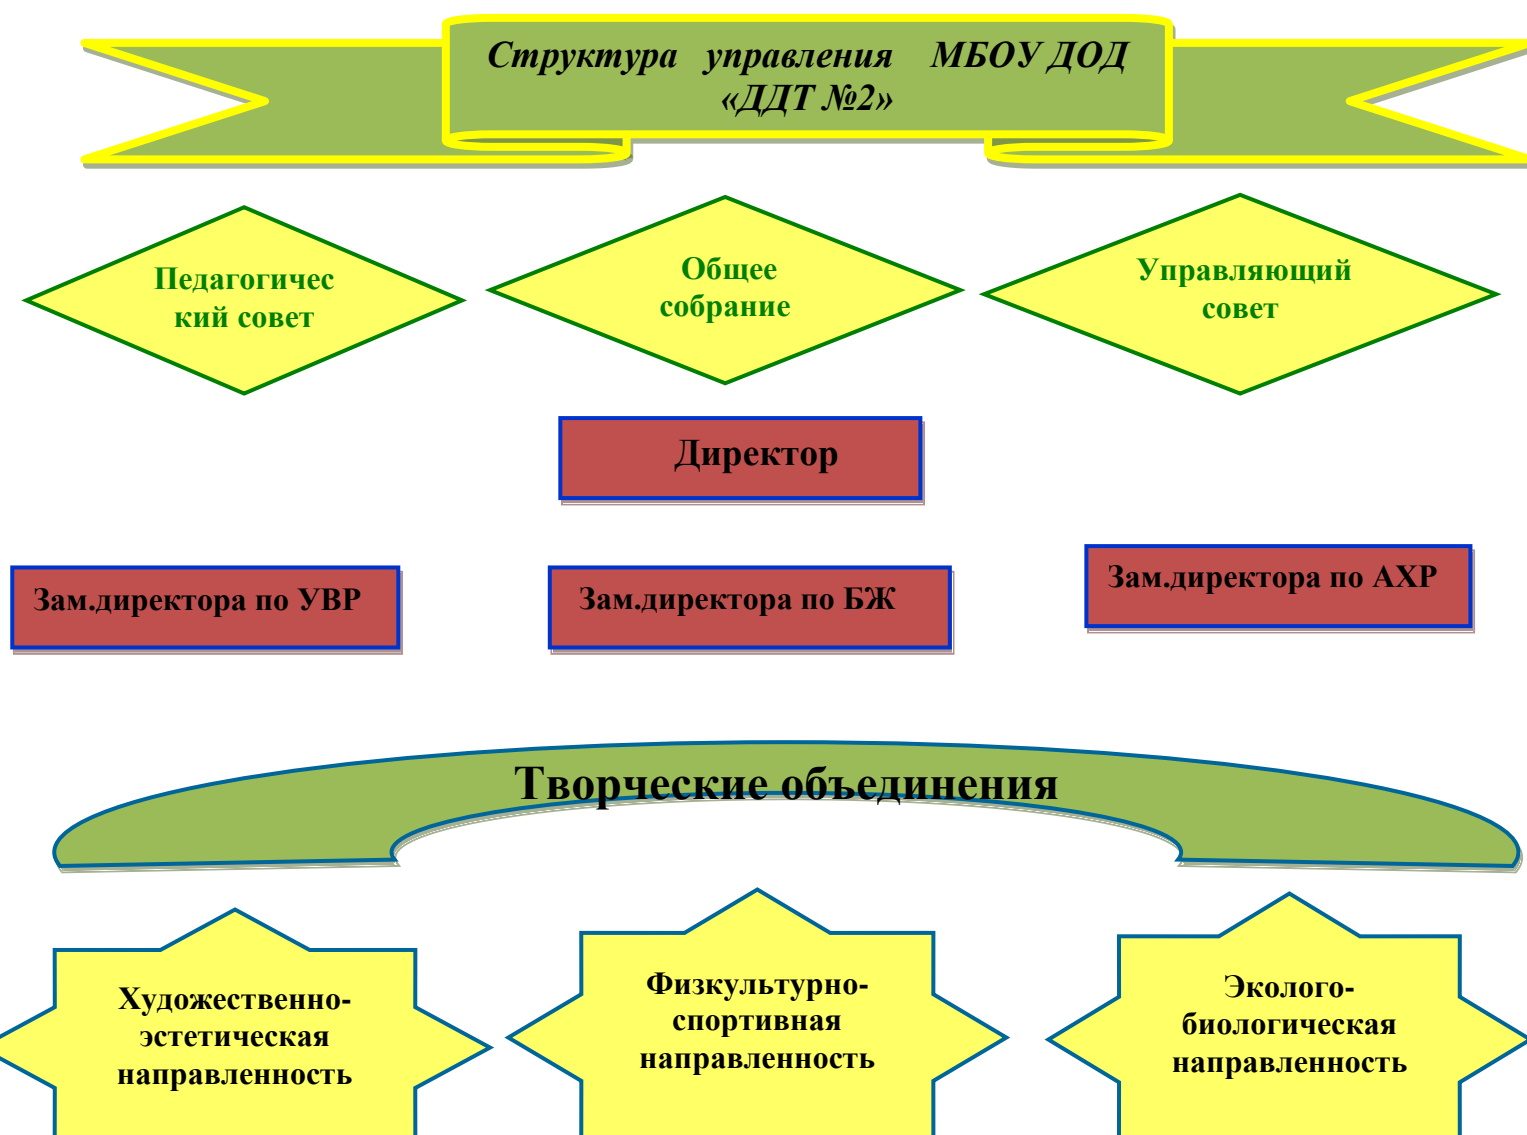 Структура управления МБОУ ДОД
«ДДТ №2»
Педагогичес
кий совет
Общее
собрание
Управляющий
совет
Директор
Зам.директора по УВР
Зам.директора по БЖ
Зам.директора по АХР
Творческие объединения
Художественно-
эстетическая
направленность
Физкультурно-
спортивная
направленность
Эколого-
биологическая
направленность